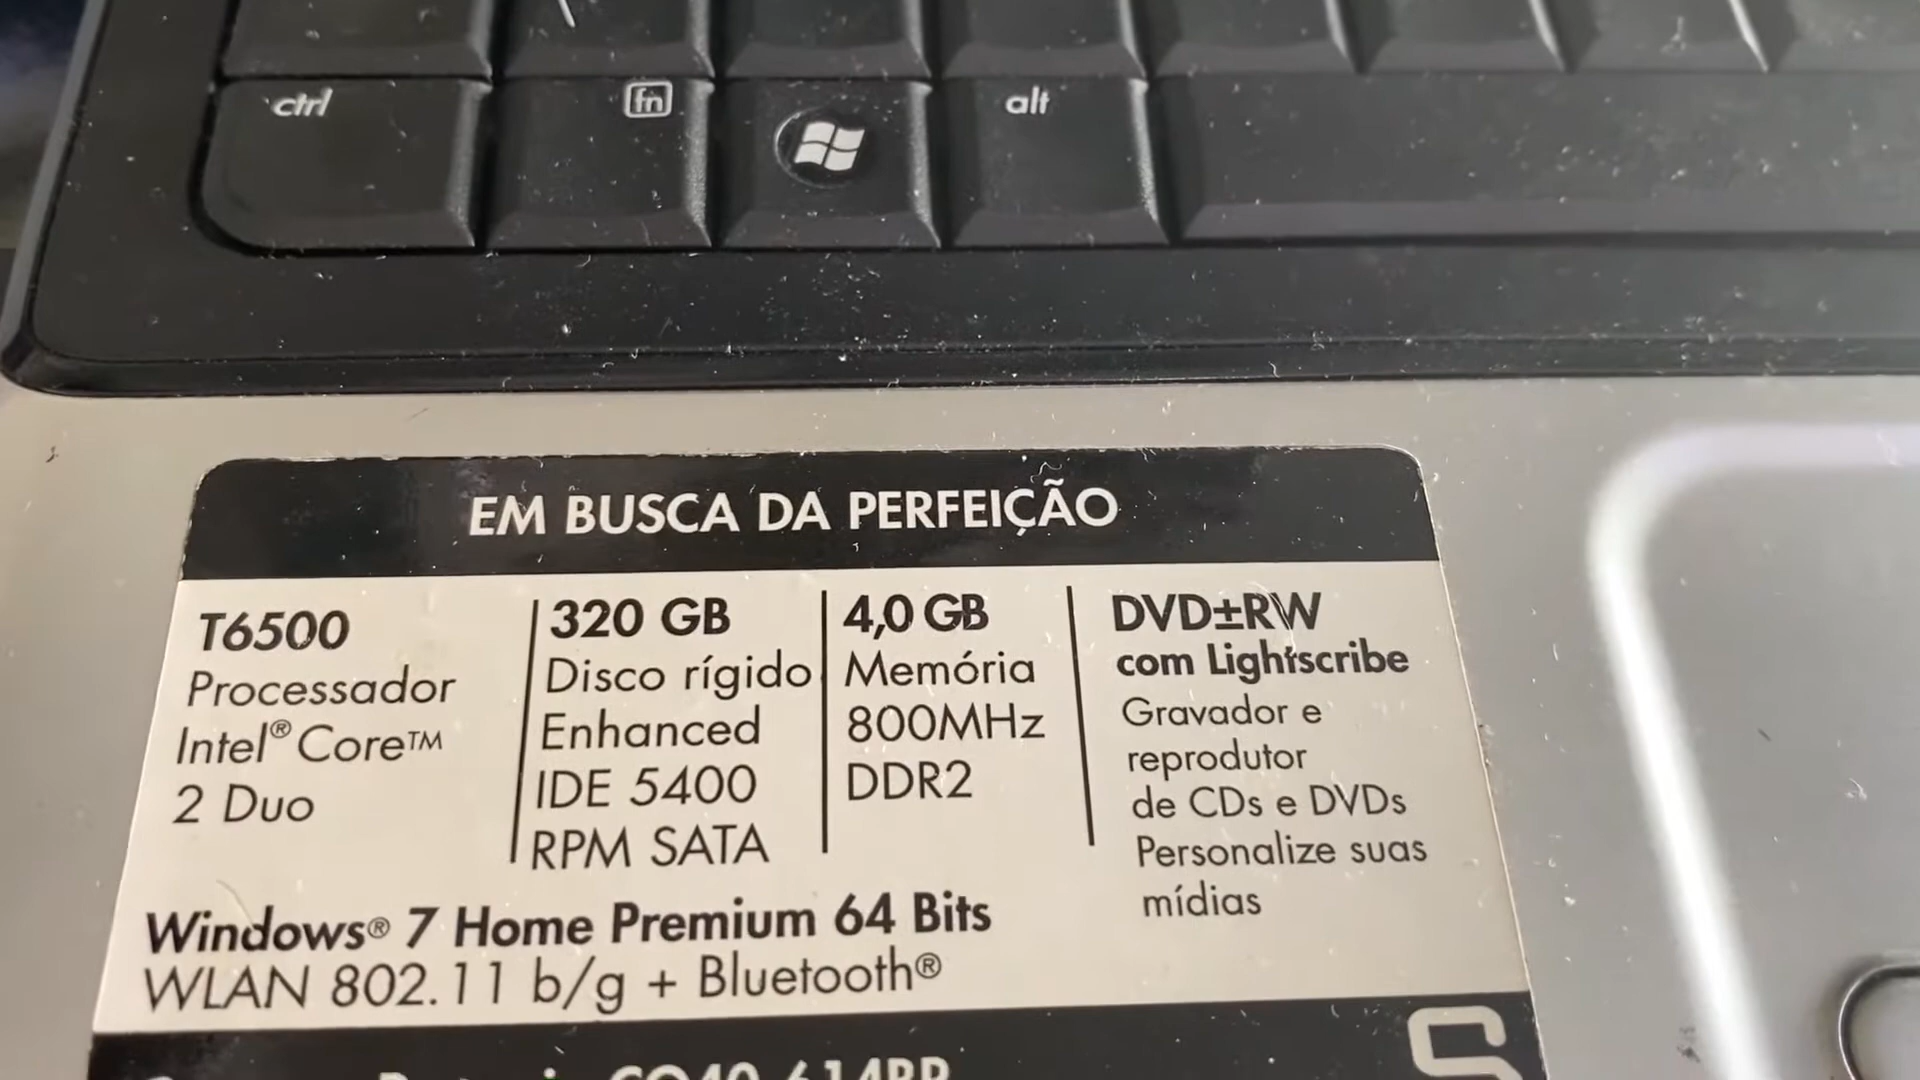 ctrl fn alt
EM BUSCA DA PERFEIÇÃO
T6500
Processador
Intel® Core™
2 Duo
320 GB
Disco rígido
Enhanced
IDE 5400
RPM SATA
4,0 GB
Memória
800MHz
DDR2
DVD±RW
com Lightscribe
Gravador e
reprodutor
de CDs e DVDs
Personalize suas
mídias
Windows® 7 Home Premium 64 Bits
WLAN 802.11 b/g + Bluetooth®
CQ40-614BR